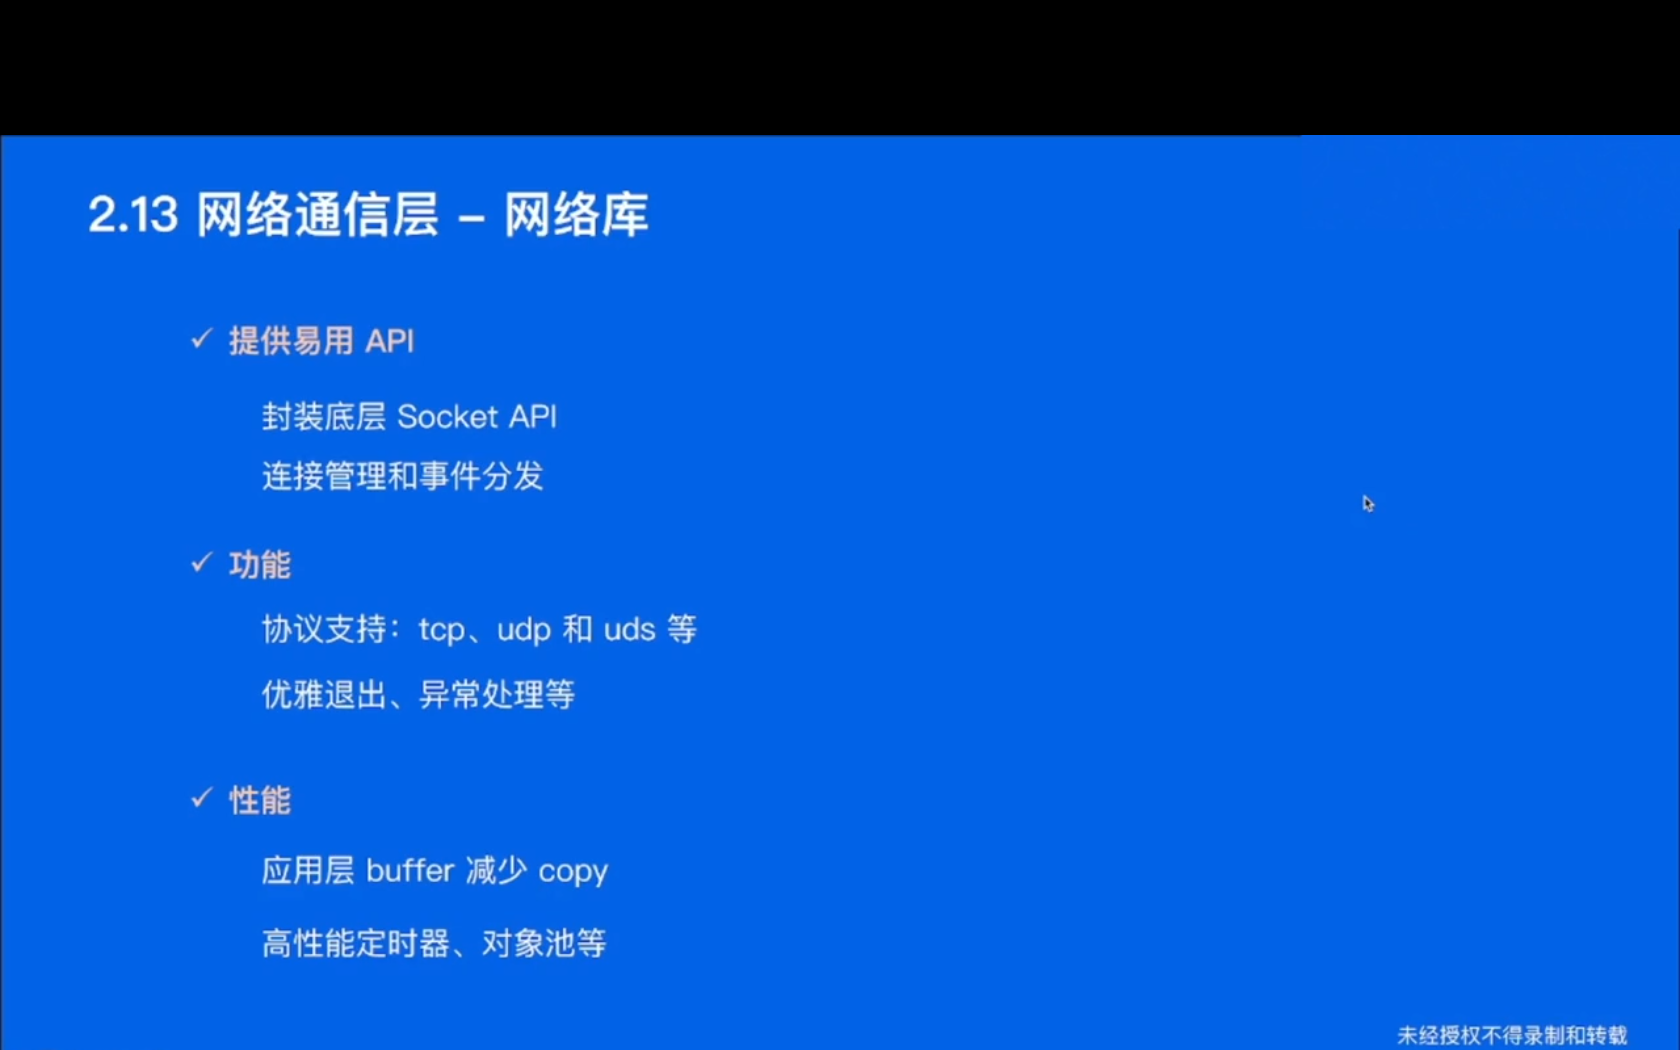 2.13 网络通信层 – 网络库
✓ 提供易用 API
封装底层 Socket API
连接管理和事件分发
✓ 功能
协议支持：tcp、udp 和 uds 等
优雅退出、异常处理等
✓ 性能
应用层 buffer 减少 copy
高性能定时器、对象池等
未经授权不得录制和转载